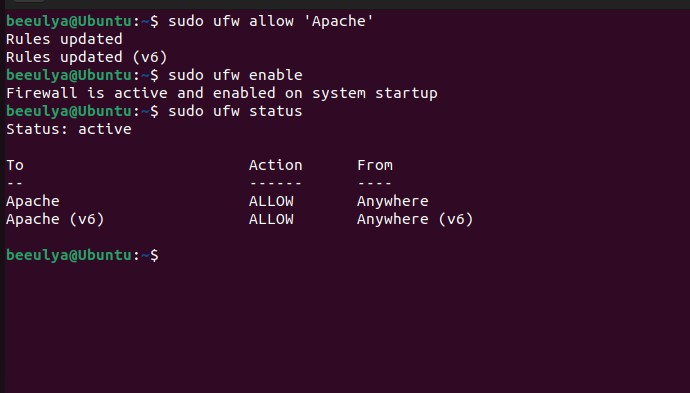 beeulya@Ubuntu:~$ sudo ufw allow 'Apache'
Rules updated
Rules updated (v6)
beeulya@Ubuntu:~$ sudo ufw enable
Firewall is active and enabled on system startup
beeulya@Ubuntu:~$ sudo ufw status
Status: active
To                         Action      From
--                         ------      ----
Apache                     ALLOW       Anywhere
Apache (v6)                ALLOW       Anywhere (v6)
beeulya@Ubuntu:~$